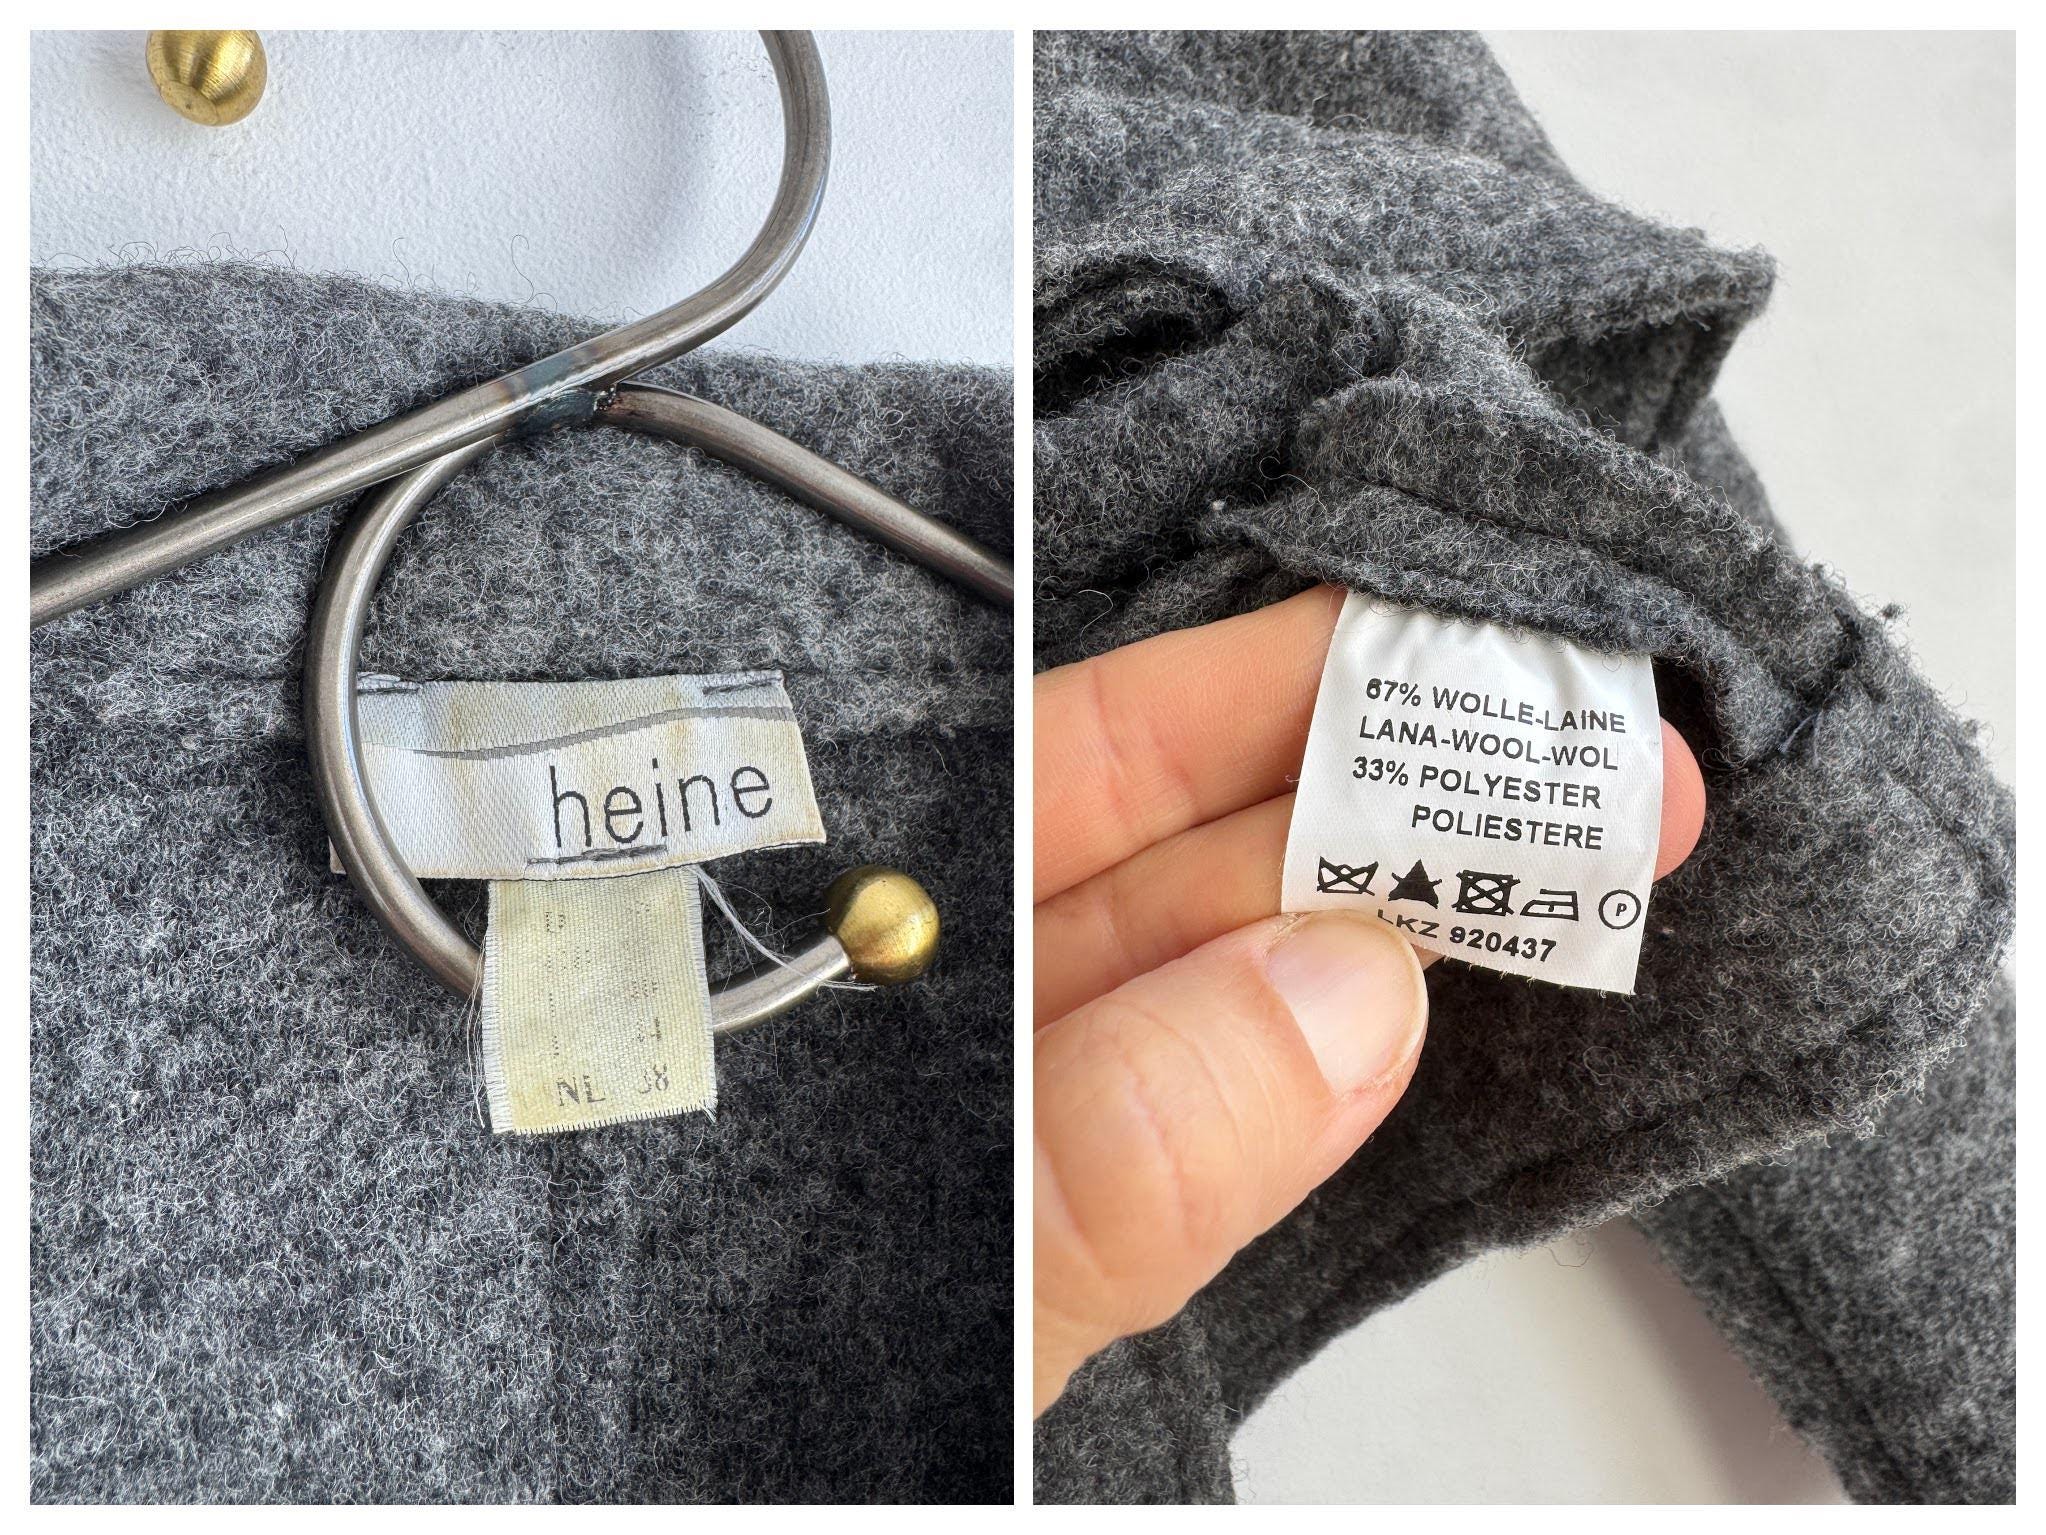 heine
NL 38
67% WOLLE-LAINE
LANA-WOOL-WOL
33% POLYESTER
POLIESTERE
P
LKZ 920437